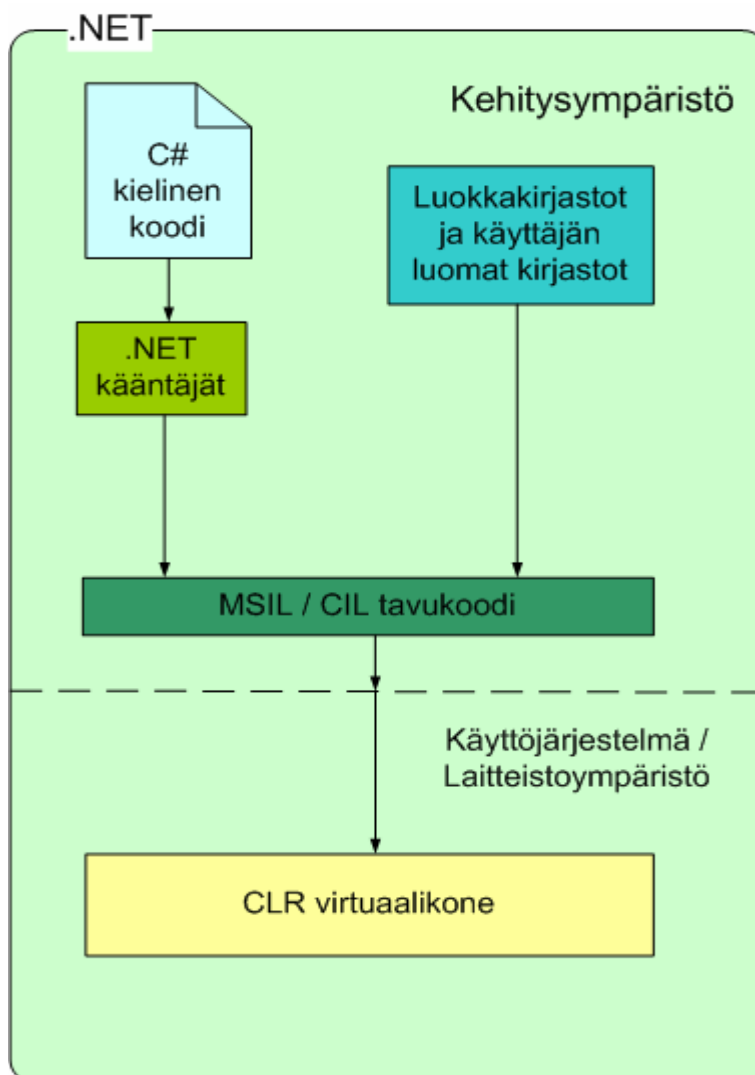 .NET
Kehitysympäristö
C#
kielinen
koodi
Luokkakirjastot
ja käyttäjän
luomat kirjastot
.NET
kääntäjät
MSIL / CIL tavukoodi
Käyttöjärjestelmä /
Laitteistoympäristö
CLR virtuaalikone